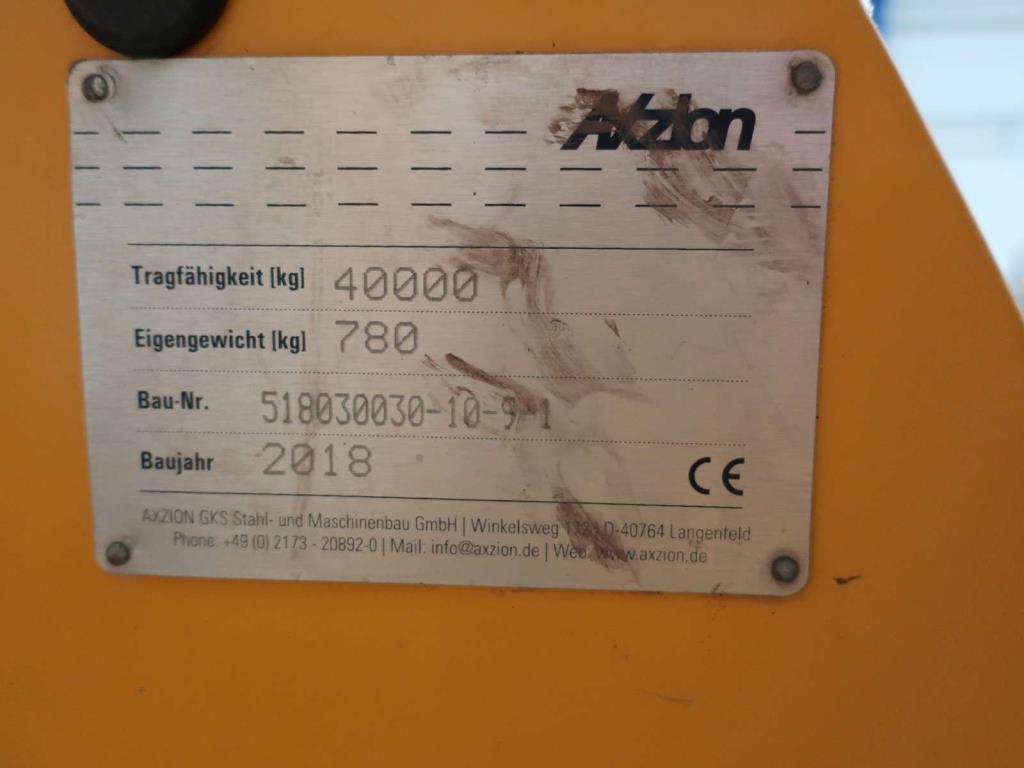 Axzion
Tragfähigkeit [kg] 40000
Eigengewicht [kg] 780
Bau-Nr. 518030030-10-9-1
Baujahr 2018
CE
AXZION GKS Stahl- und Maschinenbau GmbH | Winkelsweg D-40764 Langenfeld
Phone: +49 (0) 2173 - 20892-0 | Mail: info@axzion.de | Web: www.axzion.de